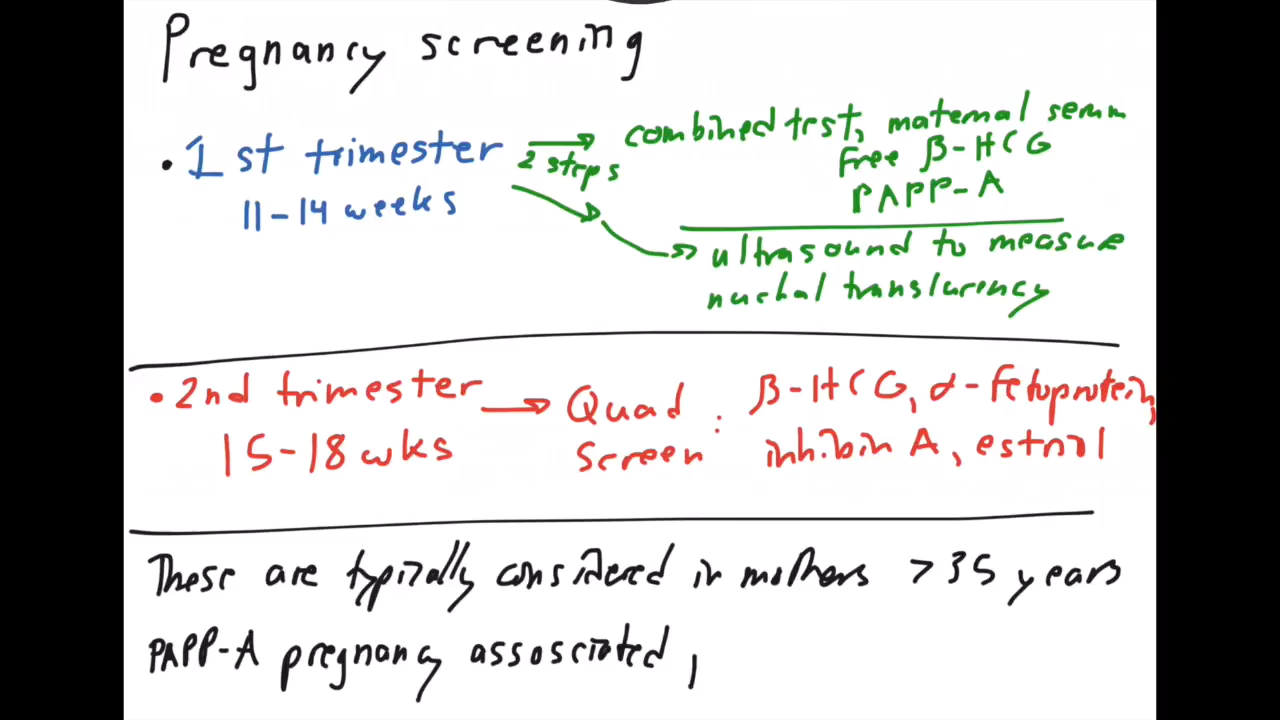 Pregnancy screening
• 1st trimester → combined test, maternal serum
2 steps
Free β-HCG
PAPP-A
11-14 weeks
→ ultrasound to measure
nuchal translucency
• 2nd trimester → Quad : β-HCG, α-Fetoprotein,
15-18 wks
Screen inhibin A, estriol
These are typically considered in mothers >35 years
PAPP-A pregnancy associated